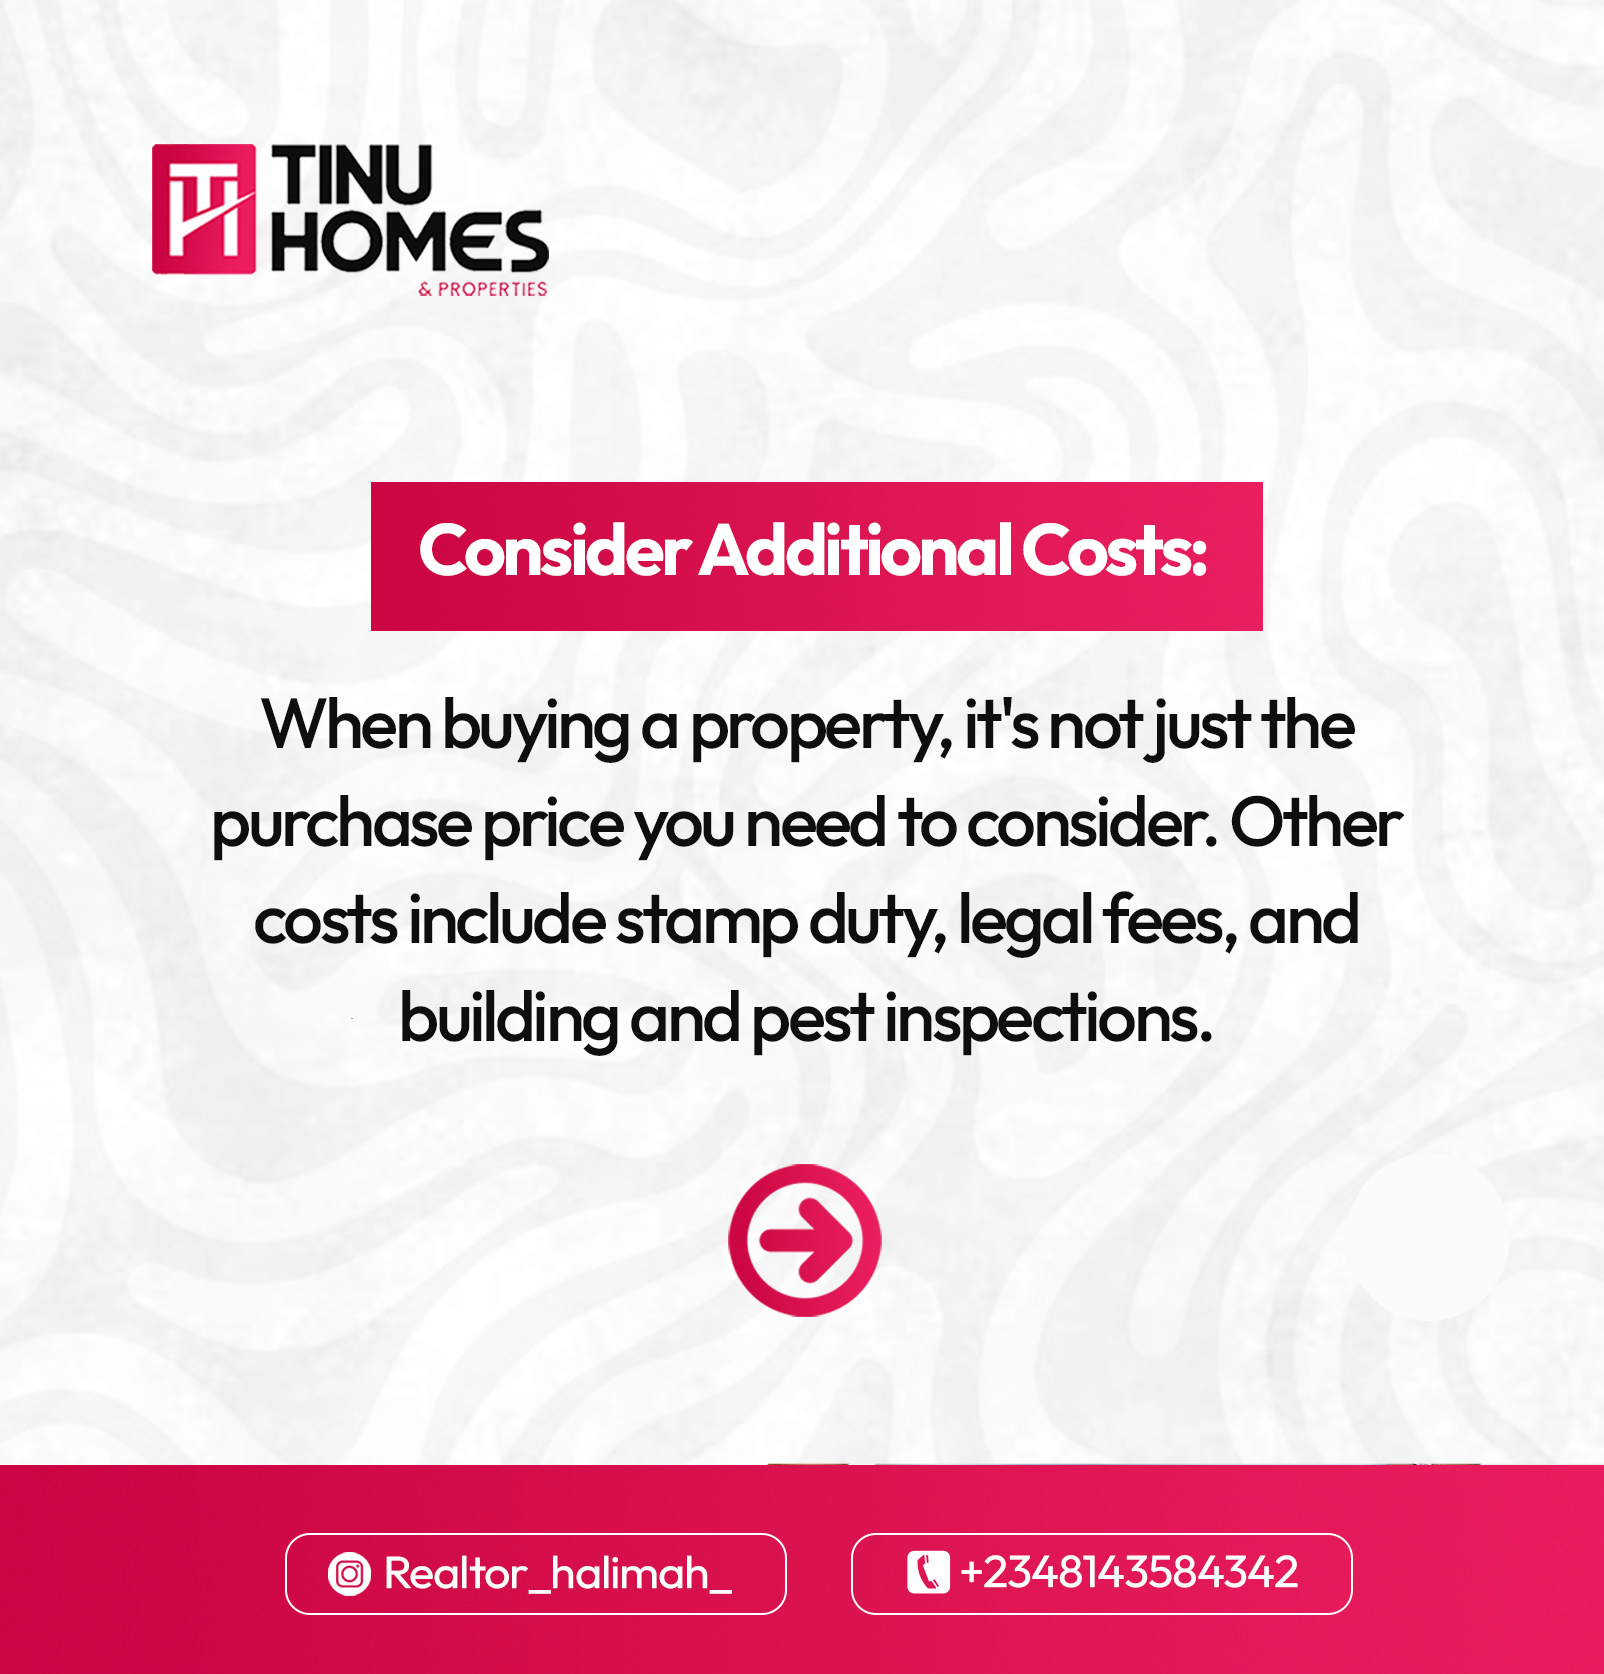 TINU
HOMES
& PROPERTIES
Consider Additional Costs:
When buying a property, it's not just the
purchase price you need to consider. Other
costs include stamp duty, legal fees, and
building and pest inspections.
Realtor_halimah_
+2348143584342